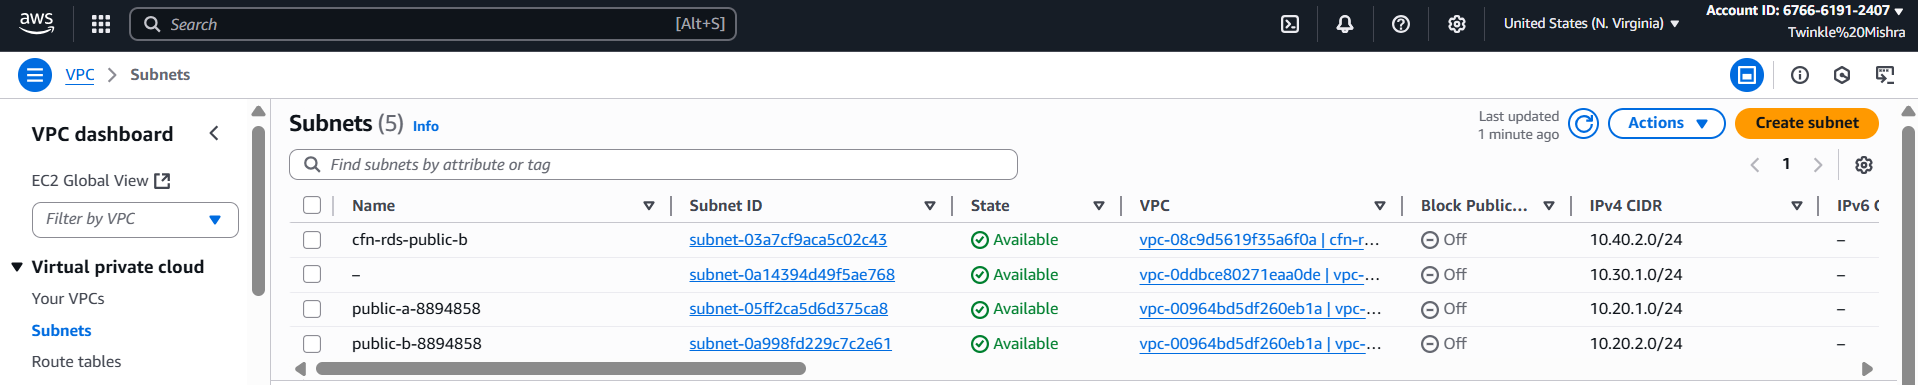 aws
Search
[Alt+S]
United States (N. Virginia)
Account ID: 6766-6191-2407
Twinkle%20Mishra
VPC
Subnets
VPC dashboard
EC2 Global View
Filter by VPC
Virtual private cloud
Your VPCs
Subnets
Route tables
Subnets (5) Info
Last updated
1 minute ago
Actions
Create subnet
Find subnets by attribute or tag
1
Name Subnet ID State VPC Block Public... IPv4 CIDR IPv6 C
cfn-rds-public-b subnet-03a7cf9aca5c02c43 Available vpc-08c9d5619f35a6f0a | cfn-r... Off 10.40.2.0/24 –
– subnet-0a14394d49f5ae768 Available vpc-0ddbce80271eaa0de | vpc-... Off 10.30.1.0/24 –
public-a-8894858 subnet-05ff2ca5d6d375ca8 Available vpc-00964bd5df260eb1a | vpc-... Off 10.20.1.0/24 –
public-b-8894858 subnet-0a998fd229c7c2e61 Available vpc-00964bd5df260eb1a | vpc-... Off 10.20.2.0/24 –